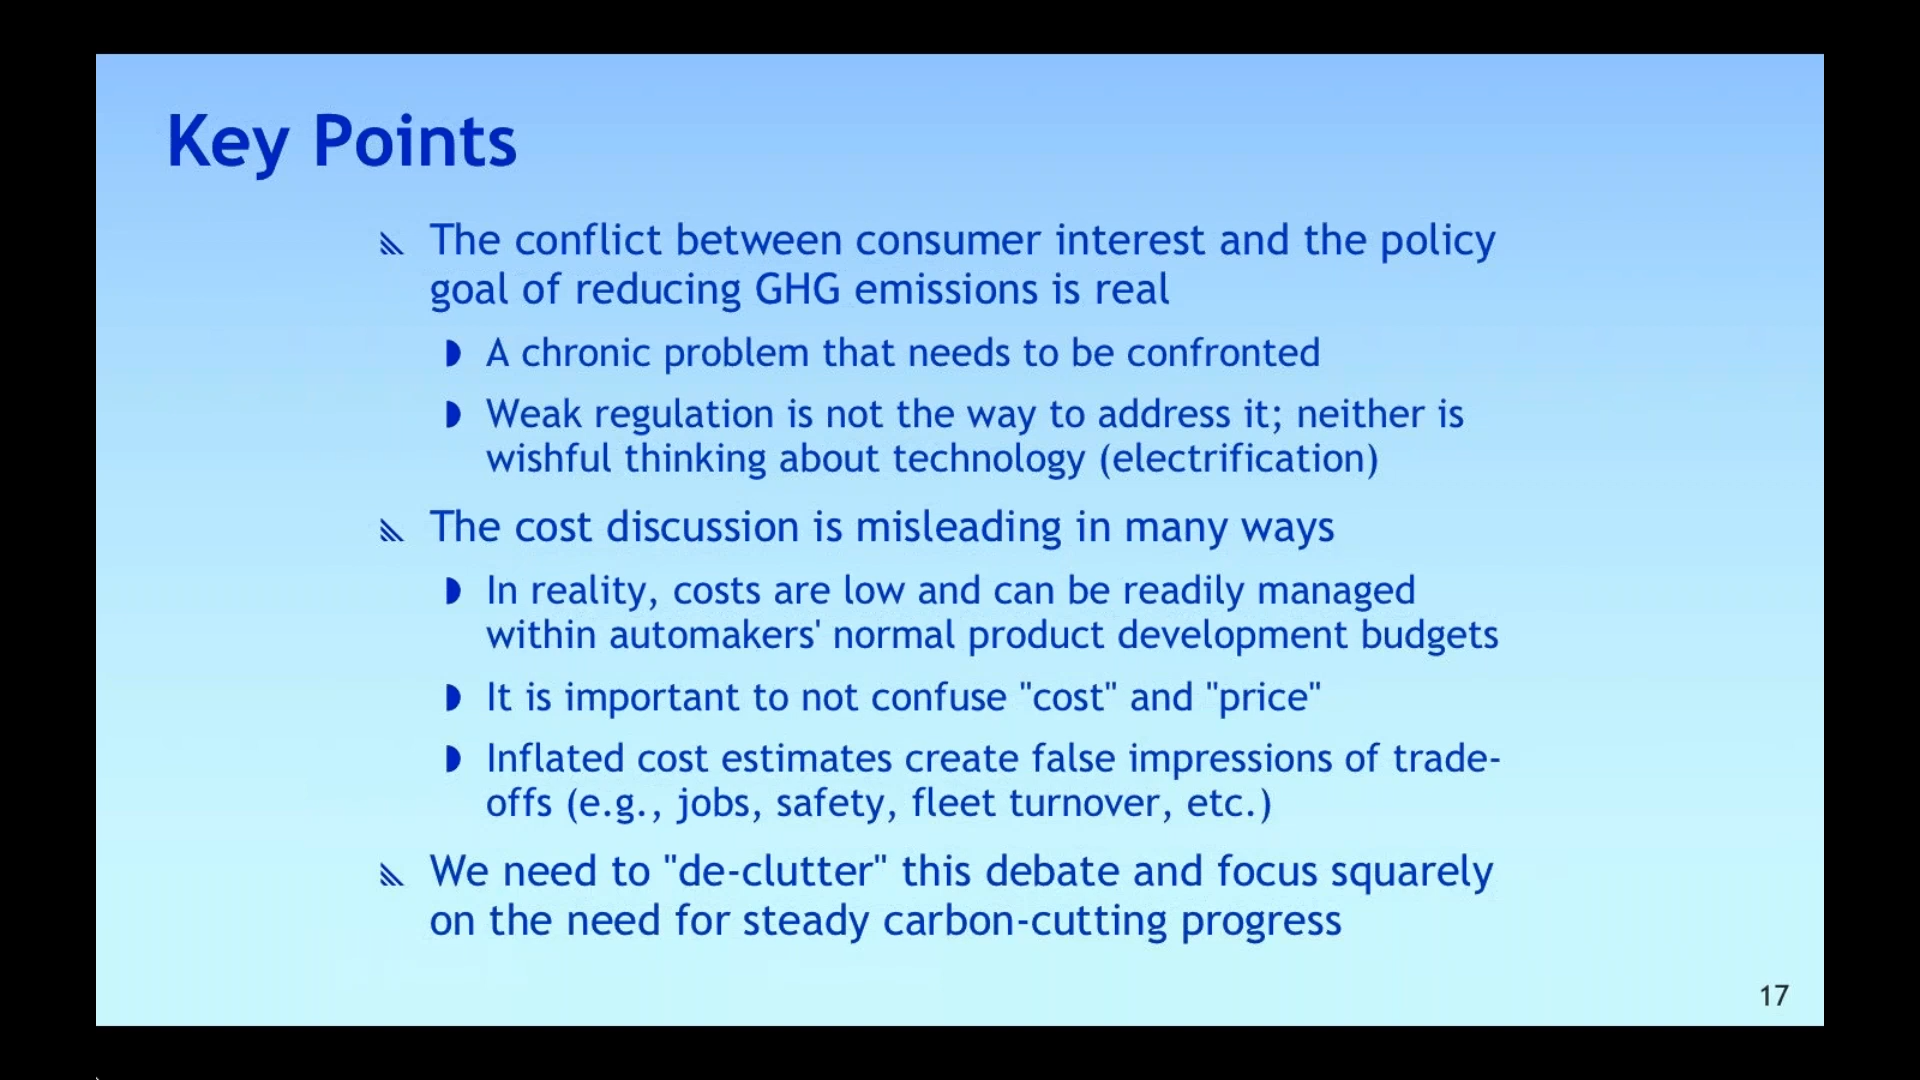 Key Points
The conflict between consumer interest and the policy
goal of reducing GHG emissions is real
A chronic problem that needs to be confronted
Weak regulation is not the way to address it; neither is
wishful thinking about technology (electrification)
The cost discussion is misleading in many ways
In reality, costs are low and can be readily managed
within automakers' normal product development budgets
It is important to not confuse "cost" and "price"
Inflated cost estimates create false impressions of trade-
offs (e.g., jobs, safety, fleet turnover, etc.)
We need to "de-clutter" this debate and focus squarely
on the need for steady carbon-cutting progress
17